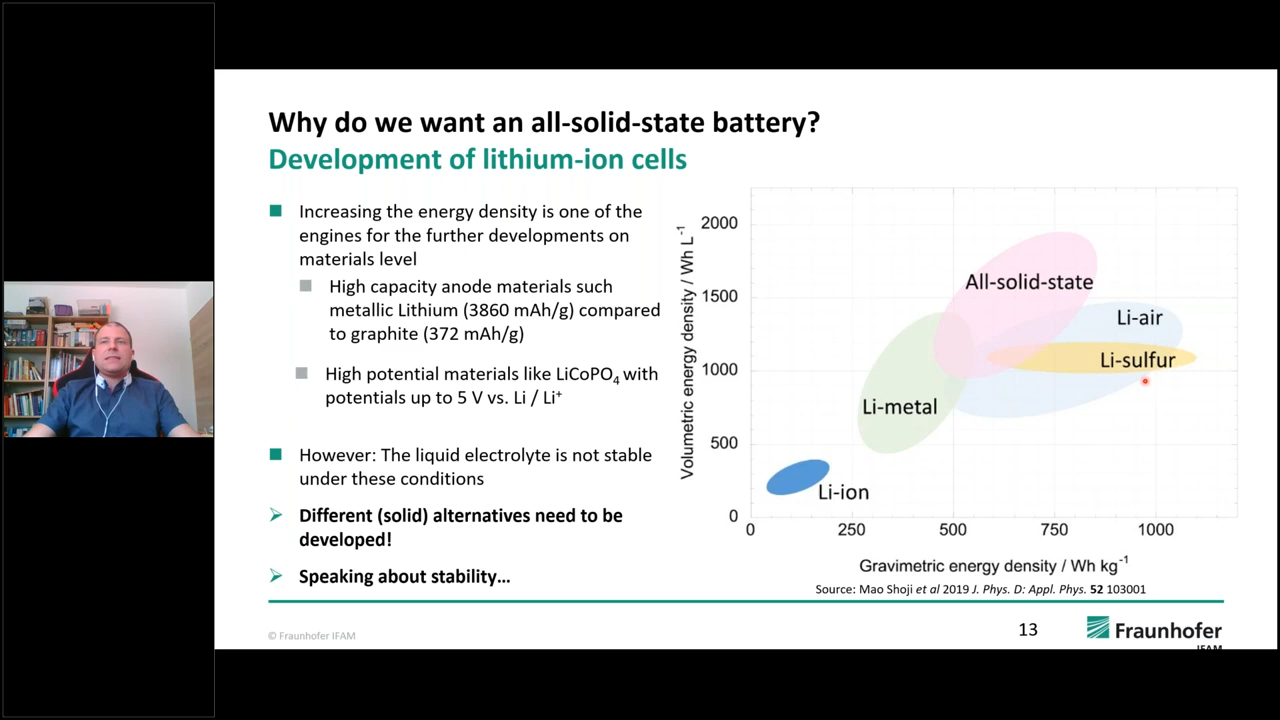 Why do we want an all-solid-state battery?
Development of lithium-ion cells
Increasing the energy density is one of the
engines for the further developments on
materials level
High capacity anode materials such
metallic Lithium (3860 mAh/g) compared
to graphite (372 mAh/g)
High potential materials like LiCoPO₄ with
potentials up to 5 V vs. Li / Li⁺
However: The liquid electrolyte is not stable
under these conditions
Different (solid) alternatives need to be
developed!
Speaking about stability…
Volumetric energy density / Wh L⁻¹
2000
1500
1000
500
0
All-solid-state
Li-air
Li-sulfur
Li-metal
Li-ion
0 250 500 750 1000
Gravimetric energy density / Wh kg⁻¹
Source: Mao Shoji et al 2019 J. Phys. D: Appl. Phys. 52 103001
© Fraunhofer IFAM
13
Fraunhofer
IFAM